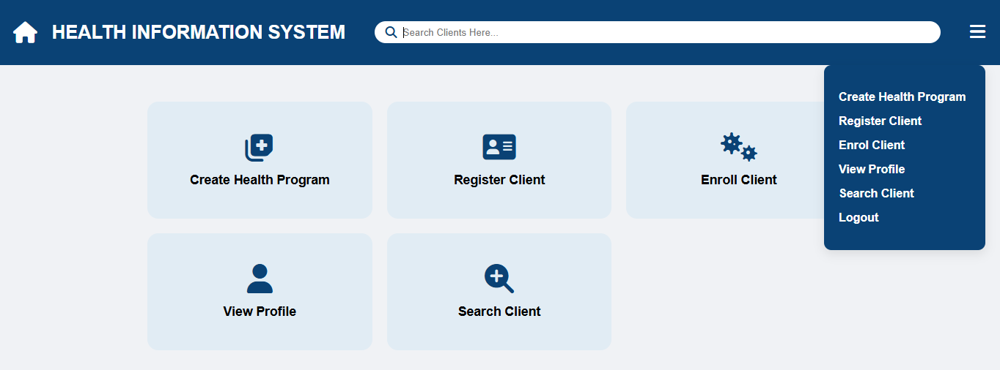 HEALTH INFORMATION SYSTEM
Search Clients Here...
Create Health Program
Register Client
Enroll Client
View Profile
Search Client
Create Health Program
Register Client
Enrol Client
View Profile
Search Client
Logout